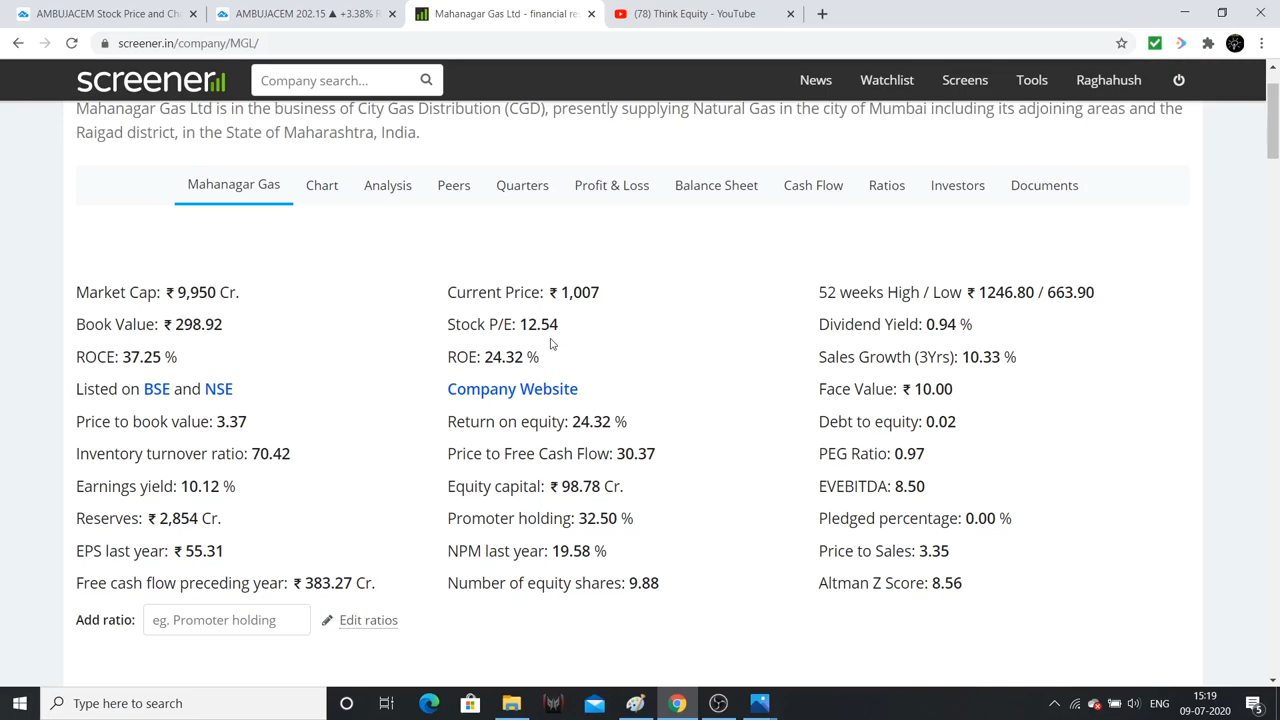 AMBUJACEM Stock Price and Ch
AMBUJACEM 202.15 ▲ +3.38% R
Mahanagar Gas Ltd - financial re
(78) Think Equity - YouTube
screener.in/company/MGL/
screener
Company search...
News
Watchlist
Screens
Tools
Raghahush
Mahanagar Gas Ltd is in the business of City Gas Distribution (CGD), presently supplying Natural Gas in the city of Mumbai including its adjoining areas and the
Raigad district, in the State of Maharashtra, India.
Mahanagar Gas
Chart
Analysis
Peers
Quarters
Profit & Loss
Balance Sheet
Cash Flow
Ratios
Investors
Documents
Market Cap: ₹ 9,950 Cr.
Current Price: ₹ 1,007
52 weeks High / Low ₹ 1246.80 / 663.90
Book Value: ₹ 298.92
Stock P/E: 12.54
Dividend Yield: 0.94 %
ROCE: 37.25 %
ROE: 24.32 %
Sales Growth (3Yrs): 10.33 %
Listed on BSE and NSE
Company Website
Face Value: ₹ 10.00
Price to book value: 3.37
Return on equity: 24.32 %
Debt to equity: 0.02
Inventory turnover ratio: 70.42
Price to Free Cash Flow: 30.37
PEG Ratio: 0.97
Earnings yield: 10.12 %
Equity capital: ₹ 98.78 Cr.
EVEBITDA: 8.50
Reserves: ₹ 2,854 Cr.
Promoter holding: 32.50 %
Pledged percentage: 0.00 %
EPS last year: ₹ 55.31
NPM last year: 19.58 %
Price to Sales: 3.35
Free cash flow preceding year: ₹ 383.27 Cr.
Number of equity shares: 9.88
Altman Z Score: 8.56
Add ratio:
eg. Promoter holding
Edit ratios
Type here to search
ENG
15:19
09-07-2020
5